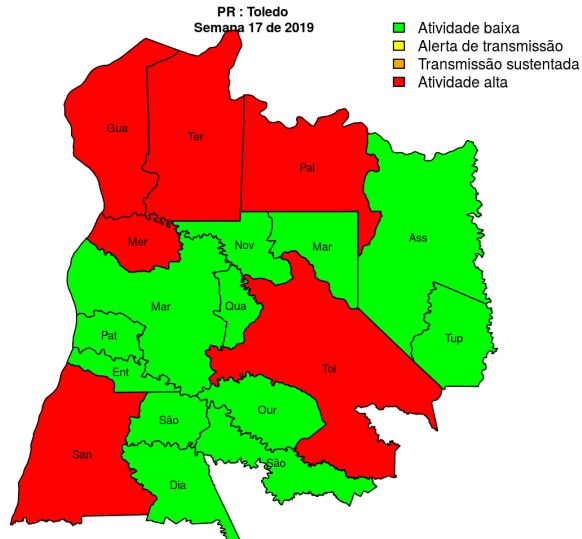 PR : Toledo
Semana 17 de 2019
Atividade baixa
Alerta de transmissão
Transmissão sustentada
Atividade alta
Gua
Ter
Pal
Mer
Nov
Mar
Ass
Mar
Qua
Pat
Tup
Ent
Tol
São
Our
San
São
Dia